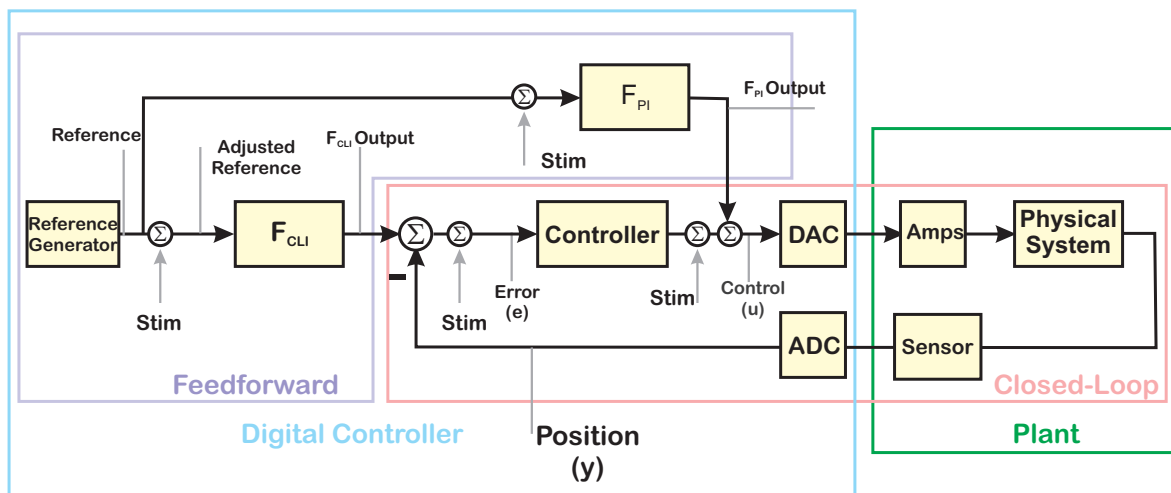 F PI
F PI Output
Reference
Adjusted
Reference
F CLI Output
Stim
Reference
Generator
Σ
Σ
F CLI
Σ
Σ
Controller
Σ
Σ
DAC
Amps
Physical
System
Stim
Stim
Error
(e)
Stim
Control
(u)
ADC
Sensor
Feedforward
Closed-Loop
Digital Controller
Position
(y)
Plant